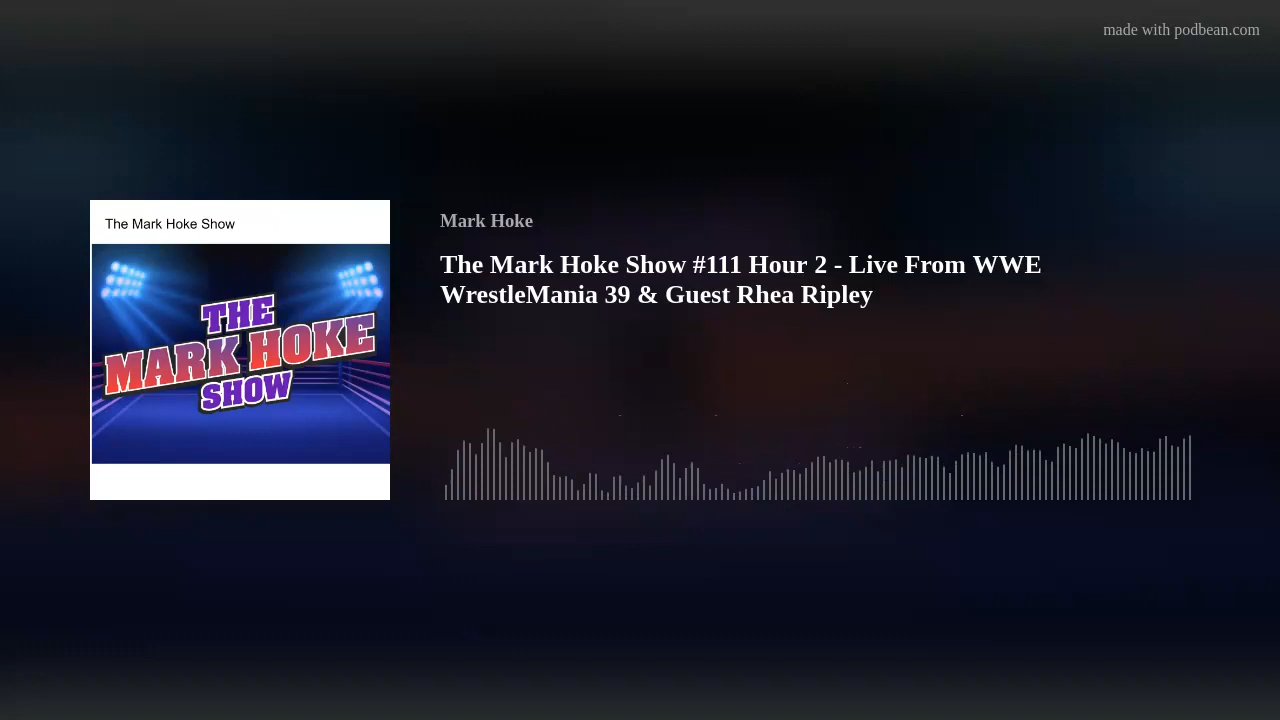 made with podbean.com
The Mark Hoke Show
THE
MARK HOKE
SHOW
Mark Hoke
The Mark Hoke Show #111 Hour 2 - Live From WWE
WrestleMania 39 & Guest Rhea Ripley